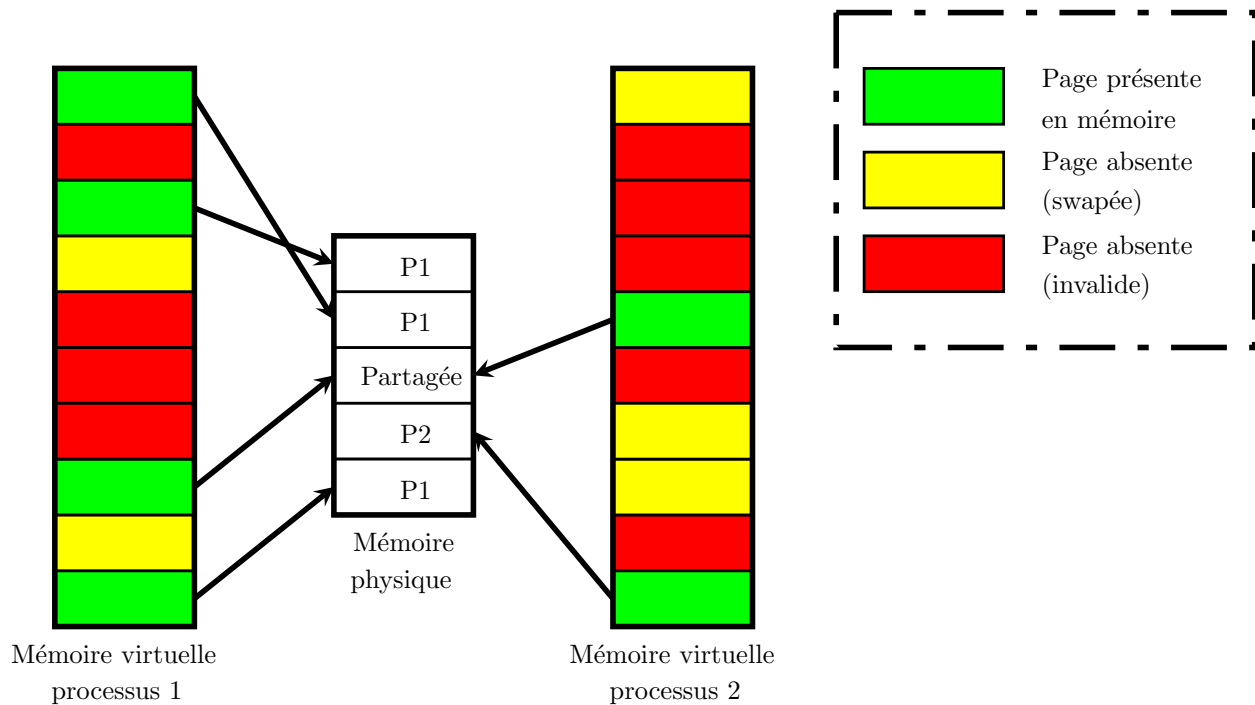 Page présente
en mémoire
Page absente
(swapée)
Page absente
(invalide)
P1
P1
Partagée
P2
P1
Mémoire
physique
Mémoire virtuelle
processus 1
Mémoire virtuelle
processus 2